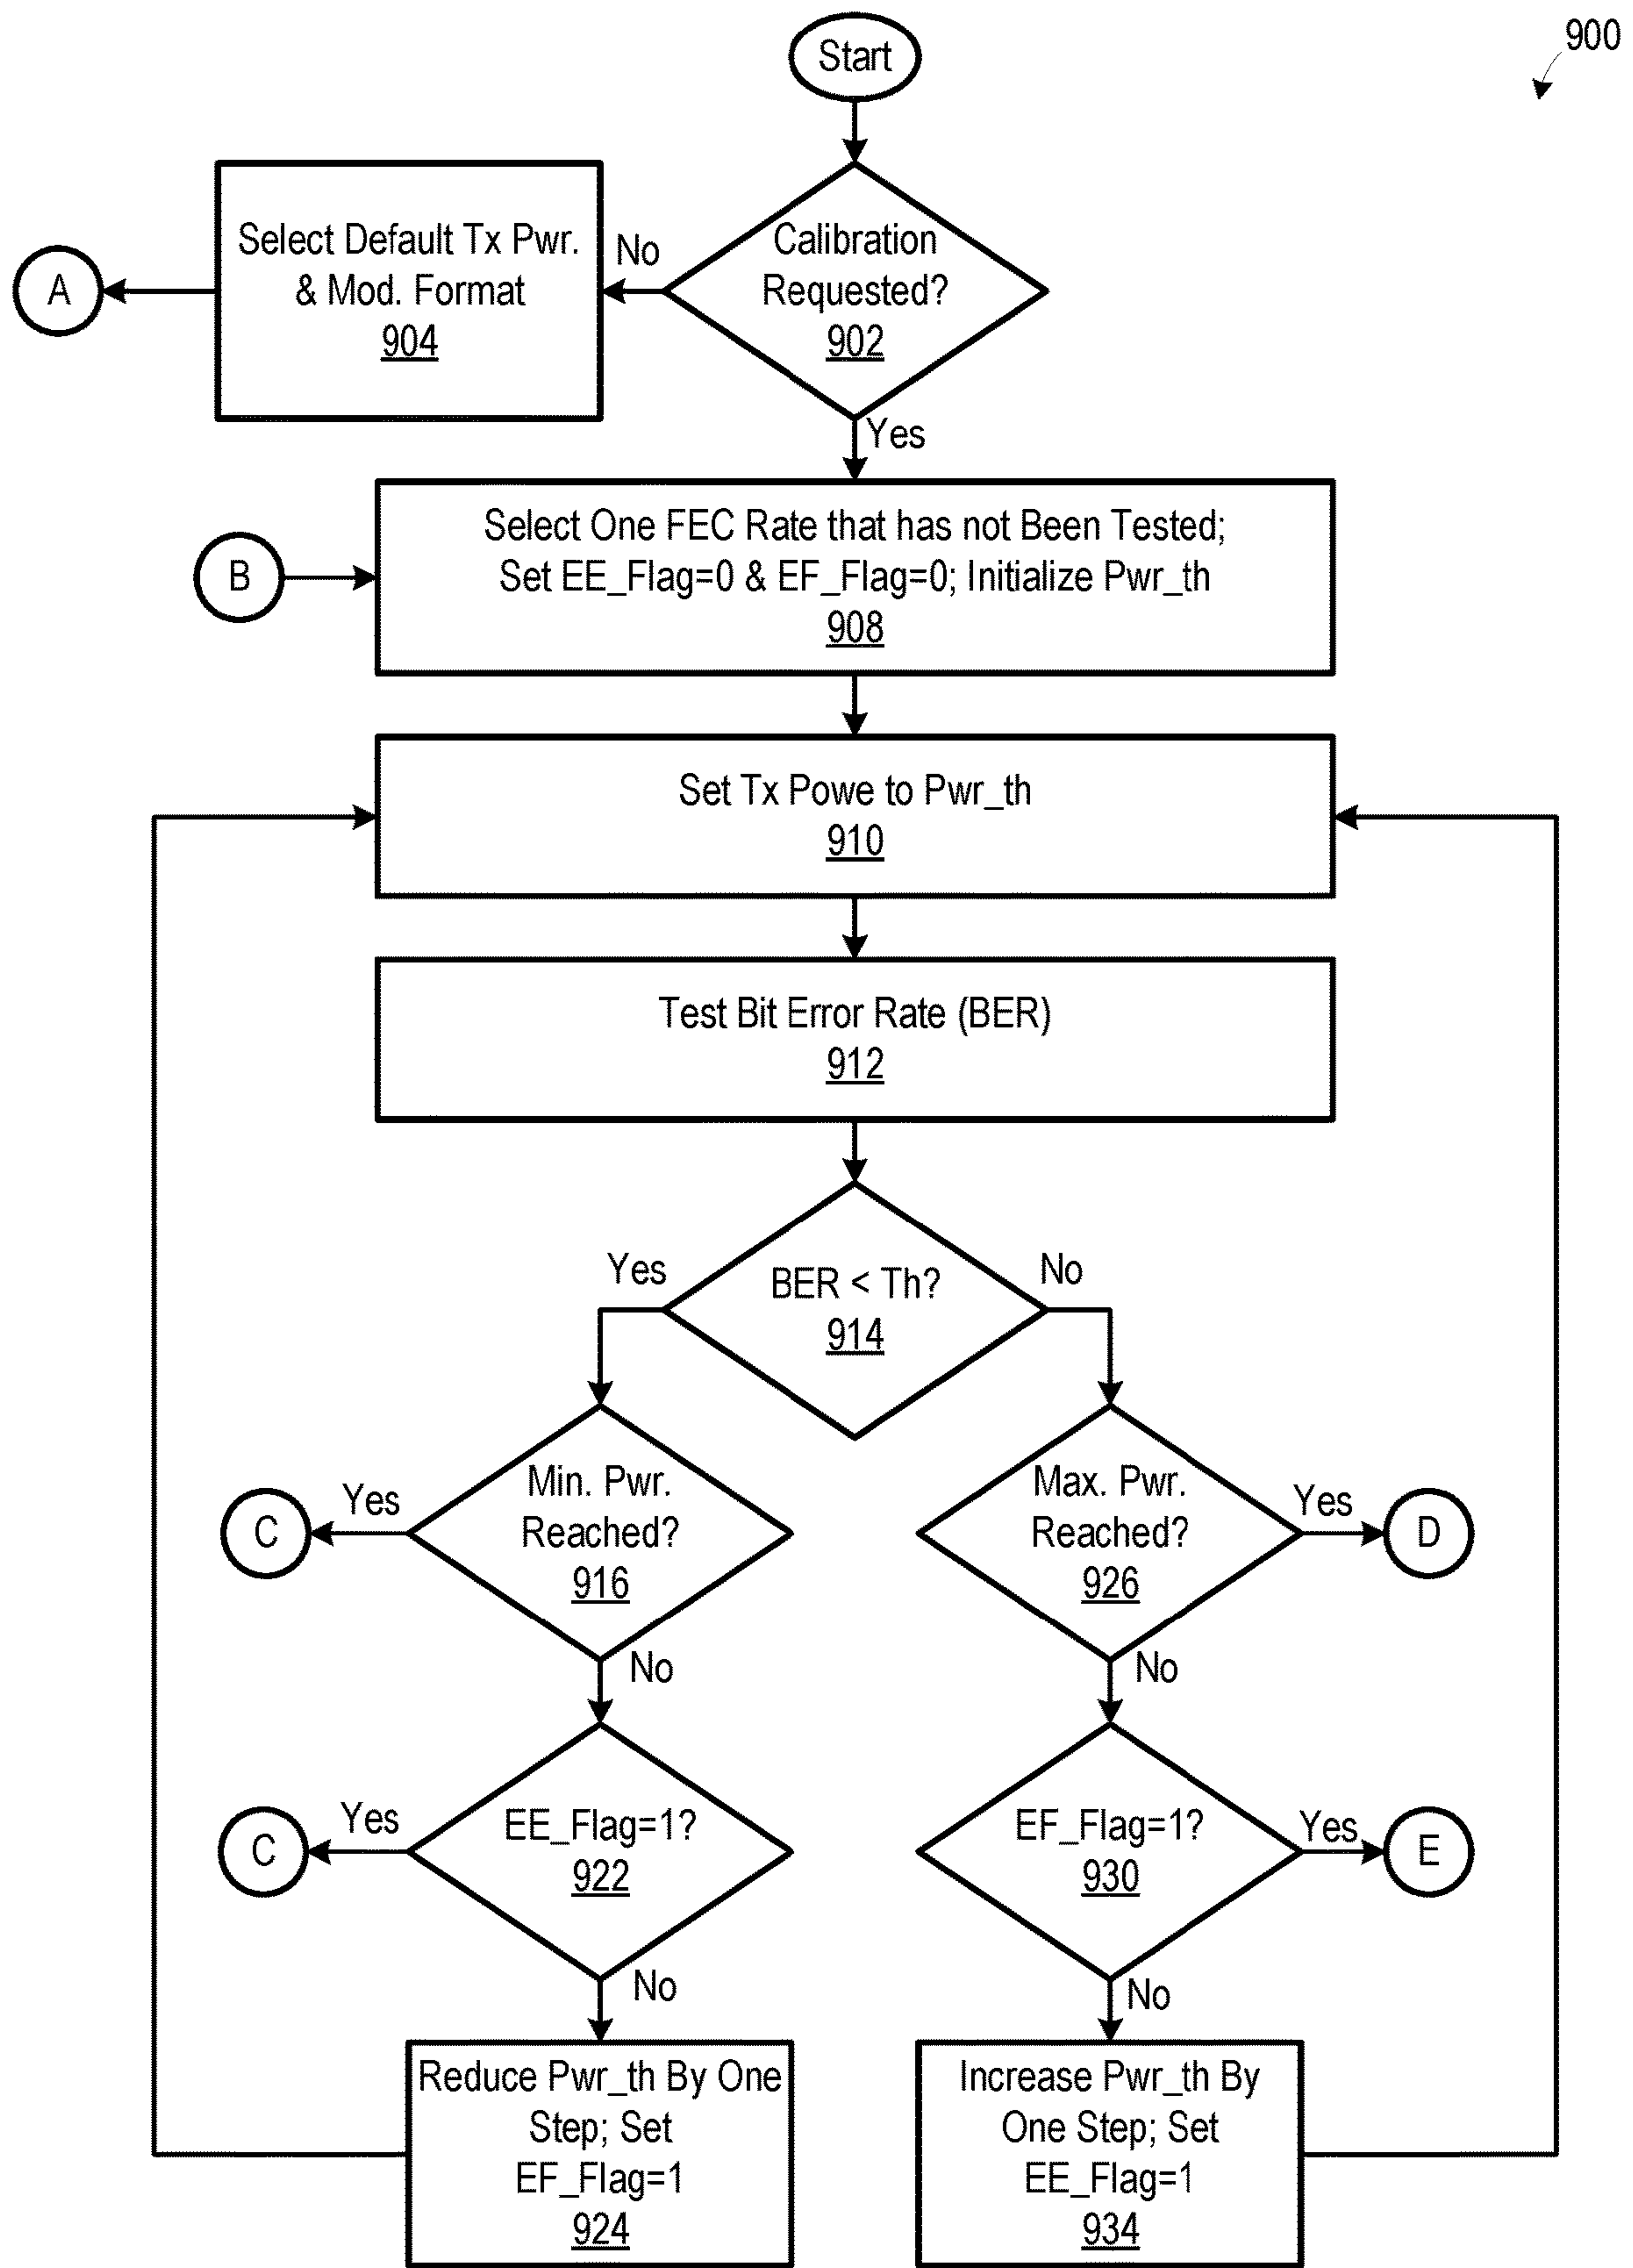 900
Start
Calibration
Requested?
902
No
Select Default Tx Pwr.
& Mod. Format
904
A
Yes
B
Select One FEC Rate that has not Been Tested;
Set EE_Flag=0 & EF_Flag=0; Initialize Pwr_th
908
Set Tx Powe to Pwr_th
910
Test Bit Error Rate (BER)
912
BER < Th?
914
Yes
No
Min. Pwr.
Reached?
916
Yes
C
No
Max. Pwr.
Reached?
926
Yes
D
No
EE_Flag=1?
922
Yes
C
No
EF_Flag=1?
930
Yes
E
No
Reduce Pwr_th By One
Step; Set
EF_Flag=1
924
Increase Pwr_th By
One Step; Set
EE_Flag=1
934